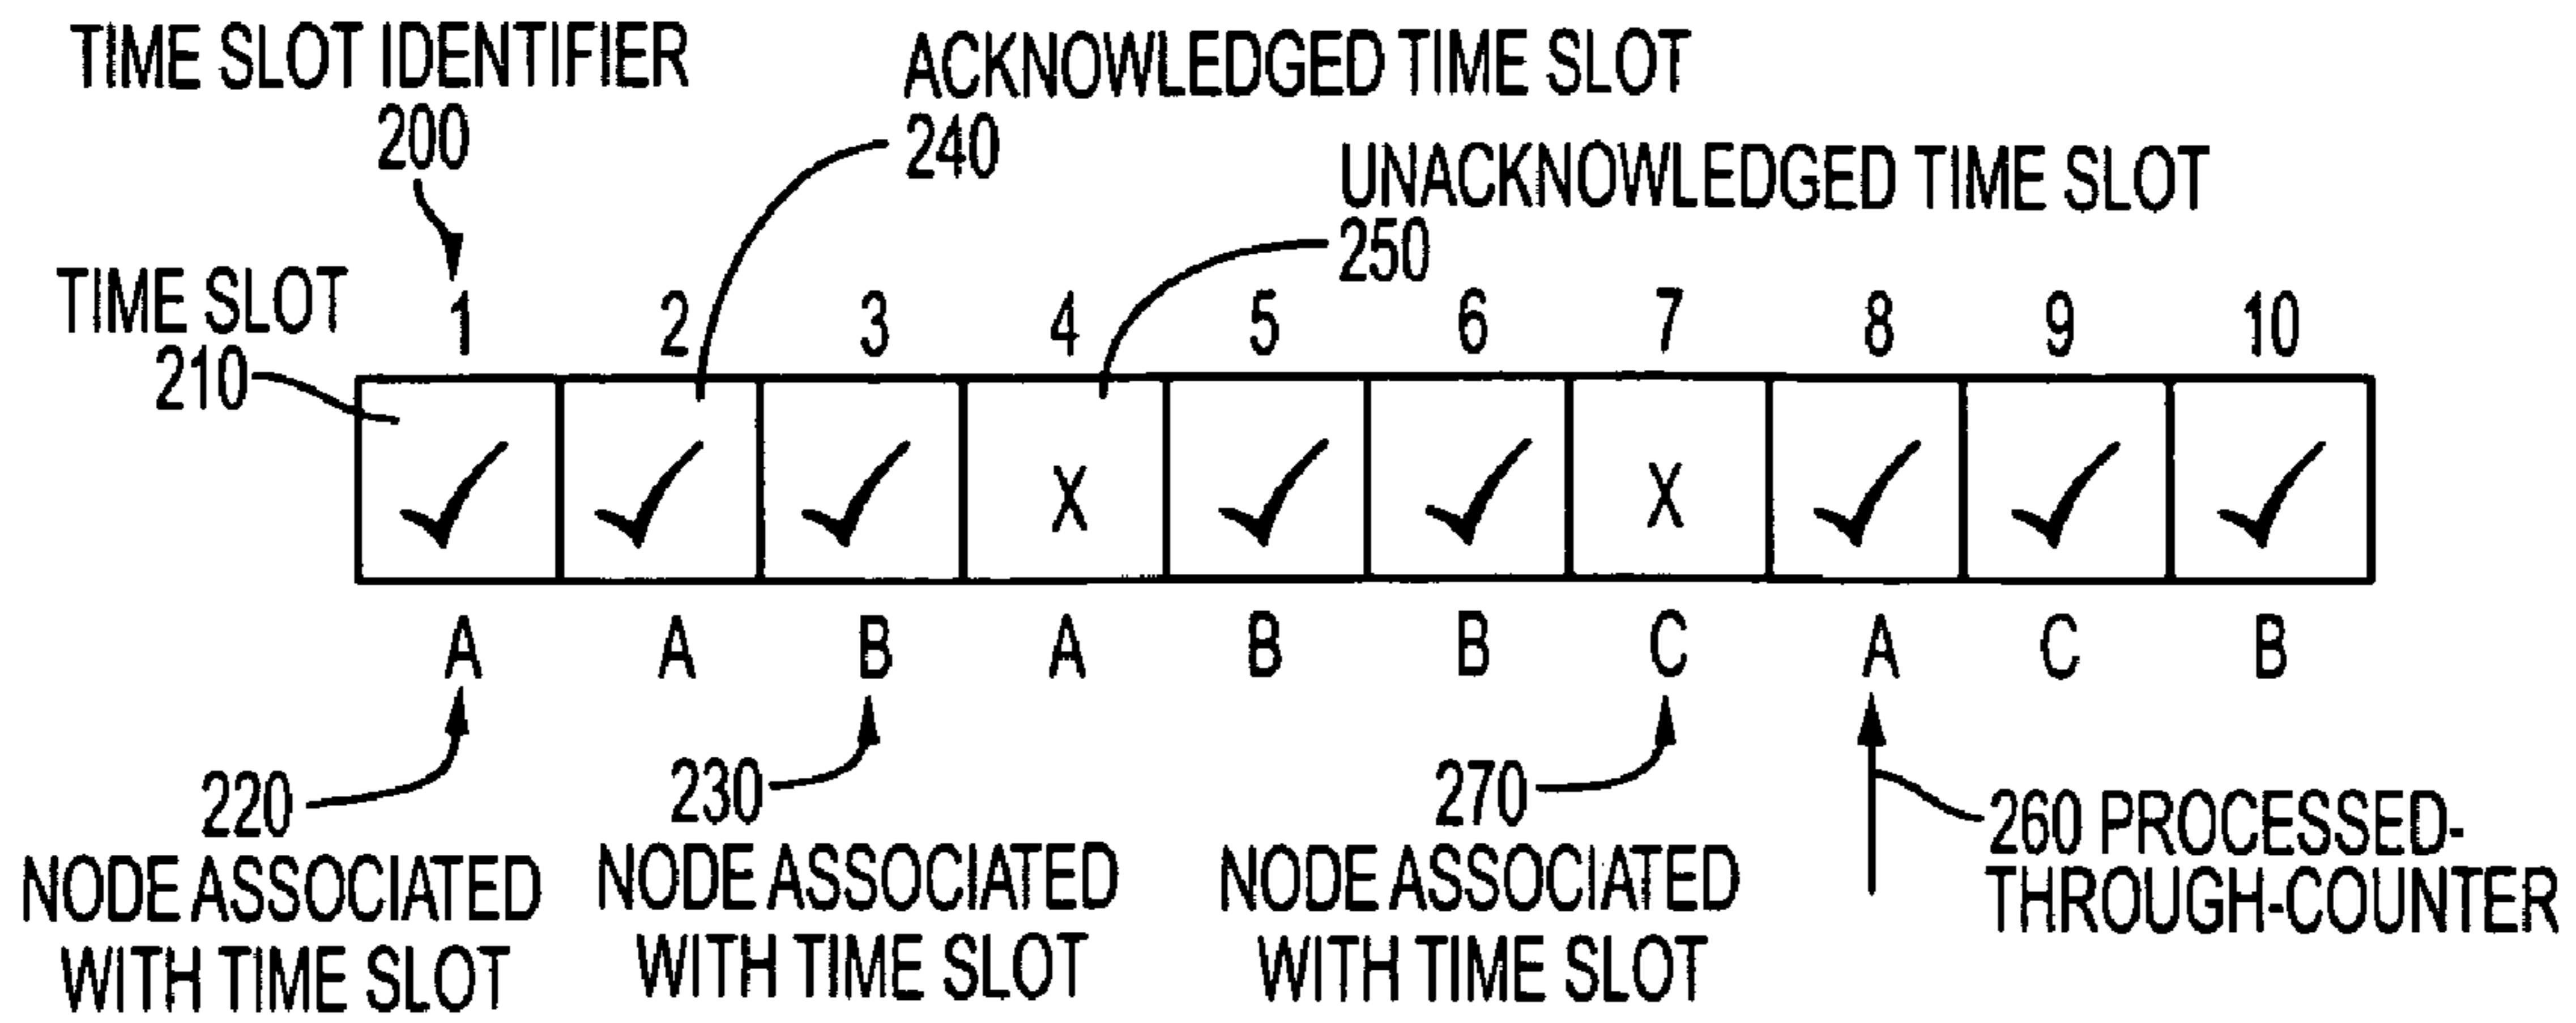 TIME SLOT IDENTIFIER
200
ACKNOWLEDGED TIME SLOT
240
UNACKNOWLEDGED TIME SLOT
250
TIME SLOT
210
1 2 3 4 5 6 7 8 9 10
X X
A A B A B B C A C B
220
NODE ASSOCIATED
WITH TIME SLOT
230
NODE ASSOCIATED
WITH TIME SLOT
270
NODE ASSOCIATED
WITH TIME SLOT
260 PROCESSED-
THROUGH-COUNTER